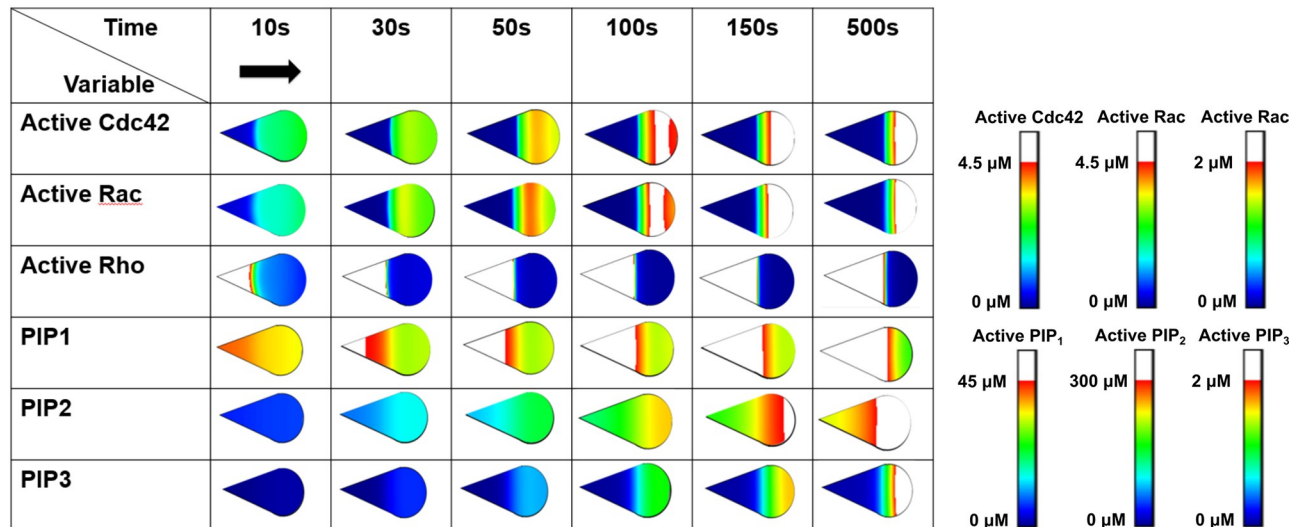 Time
Variable
10s
30s
50s
100s
150s
500s
Active Cdc42
Active Rac
Active Rho
PIP1
PIP2
PIP3
Active Cdc42
4.5 µM
0 µM
Active Rac
4.5 µM
0 µM
Active Rac
2 µM
0 µM
Active PIP₁
45 µM
0 µM
Active PIP₂
300 µM
0 µM
Active PIP₃
2 µM
0 µM